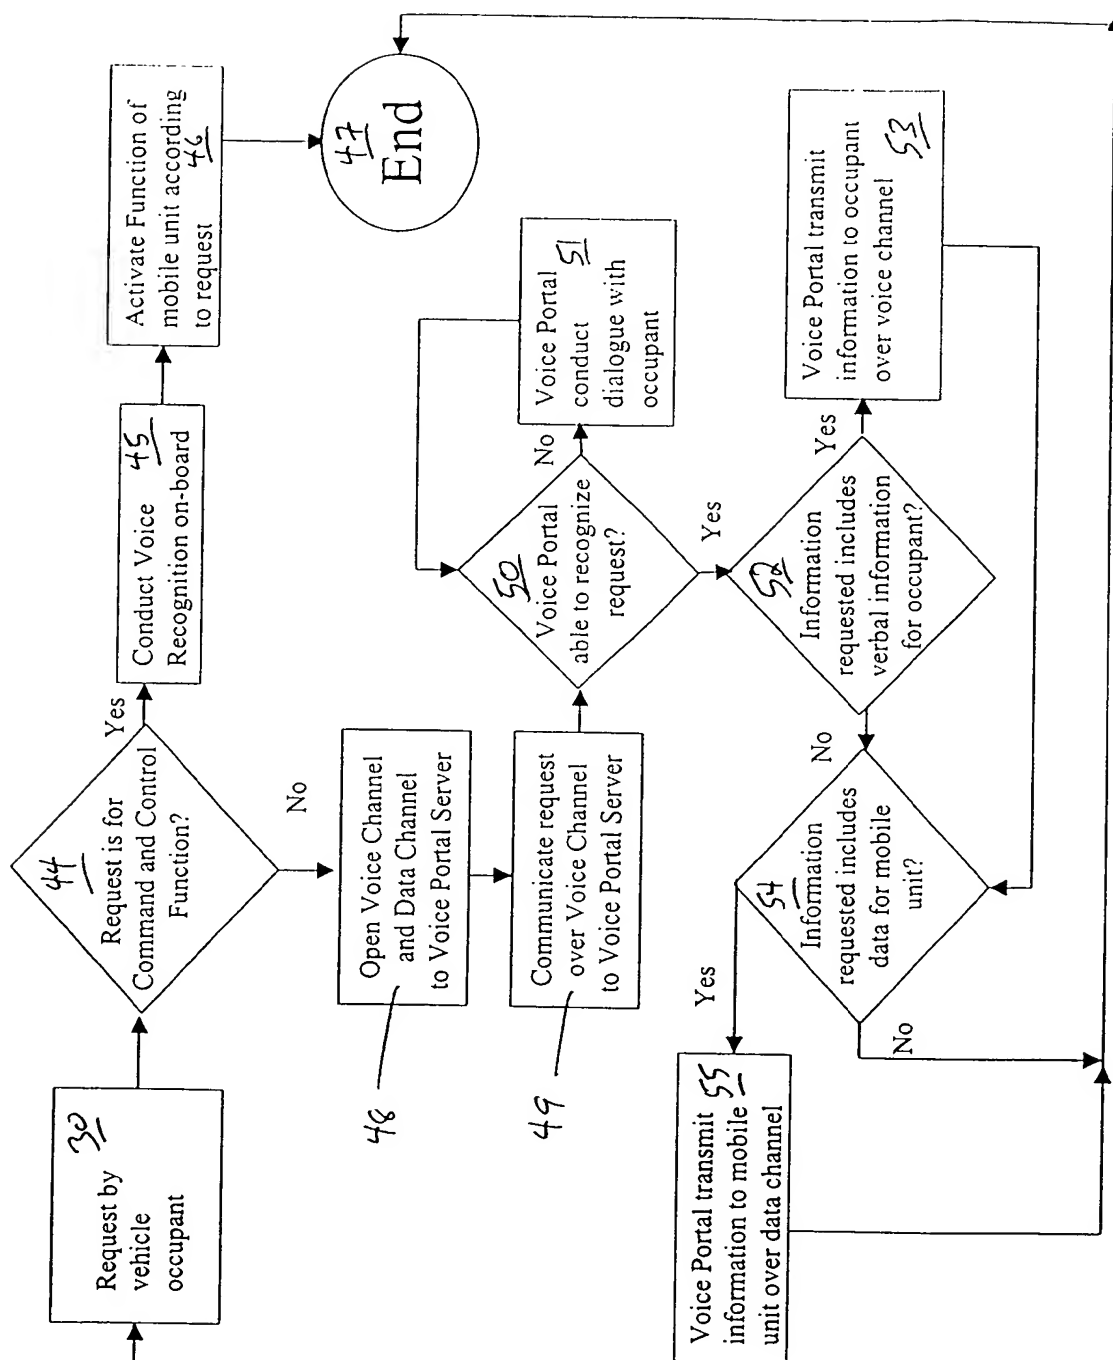 Request by
vehicle
occupant
30
44
Request is for
Command and Control
Function?
Yes
Conduct Voice
Recognition on-board
45
Activate Function of
mobile unit according
to request
46
47
End
No
Open Voice Channel
and Data Channel
to Voice Portal Server
48
Communicate request
over Voice Channel
to Voice Portal Server
49
50
Voice Portal
able to recognize
request?
No
Voice Portal
conduct
dialogue with
occupant
51
Yes
52
Information
requested includes
verbal information
for occupant?
Yes
Voice Portal transmit
information to occupant
over voice channel
53
No
54
Information
requested includes
data for mobile
unit?
Yes
No
Voice Portal transmit
information to mobile
unit over data channel
55